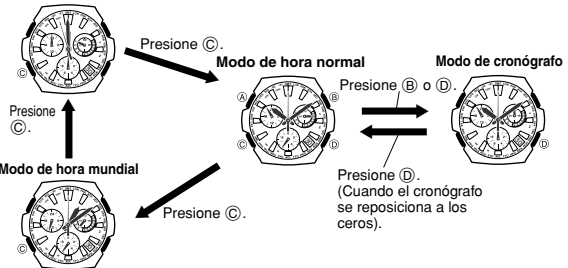 Presione Ⓒ.
Modo de hora normal
Modo de cronógrafo
Presione Ⓑ o Ⓓ.
Ⓒ
Ⓐ
Ⓑ
Presione
Ⓒ.
Ⓒ
Ⓓ
Ⓓ
Modo de hora mundial
Presione Ⓓ.
(Cuando el cronógrafo
se reposiciona a los
ceros).
Presione Ⓒ.
Ⓒ